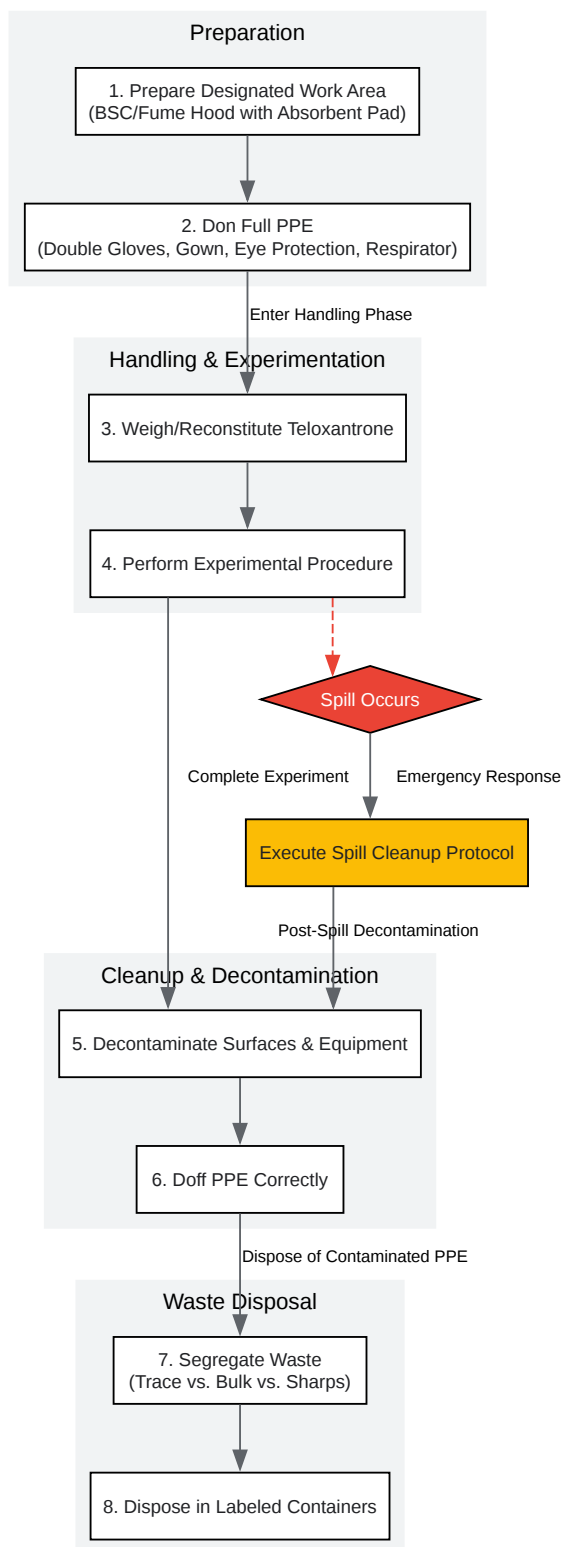 Preparation
1. Prepare Designated Work Area
(BSC/Fume Hood with Absorbent Pad)
2. Don Full PPE
(Double Gloves, Gown, Eye Protection, Respirator)
Enter Handling Phase
Handling & Experimentation
3. Weigh/Reconstitute Teloxantrone
4. Perform Experimental Procedure
Spill Occurs
Complete Experiment
Emergency Response
Execute Spill Cleanup Protocol
Post-Spill Decontamination
Cleanup & Decontamination
5. Decontaminate Surfaces & Equipment
6. Doff PPE Correctly
Dispose of Contaminated PPE
Waste Disposal
7. Segregate Waste
(Trace vs. Bulk vs. Sharps)
8. Dispose in Labeled Containers